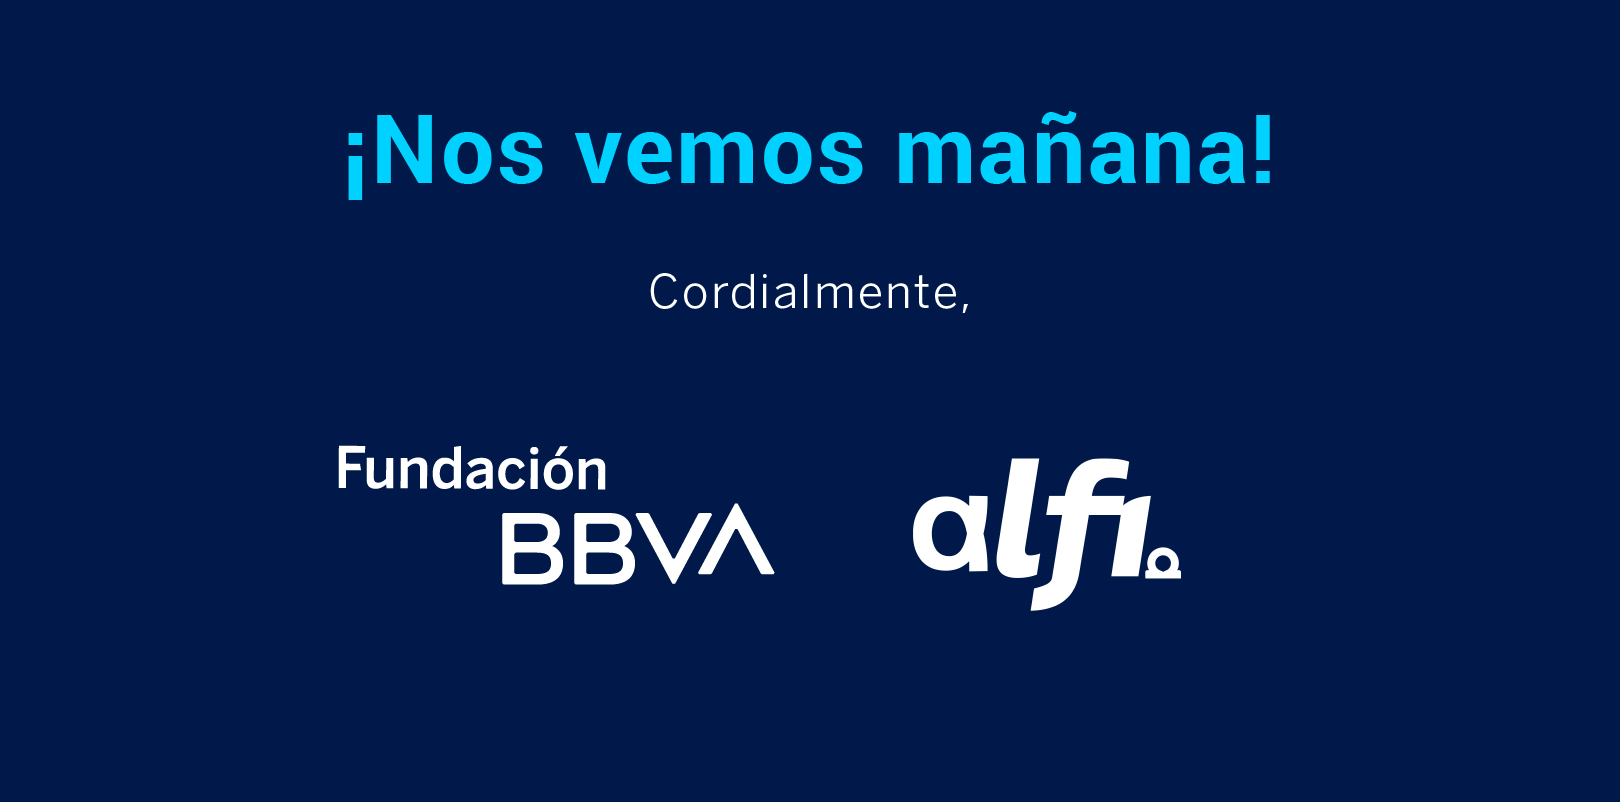 ¡Nos vemos mañana!
Cordialmente,
Fundación
BBVA
alfi.